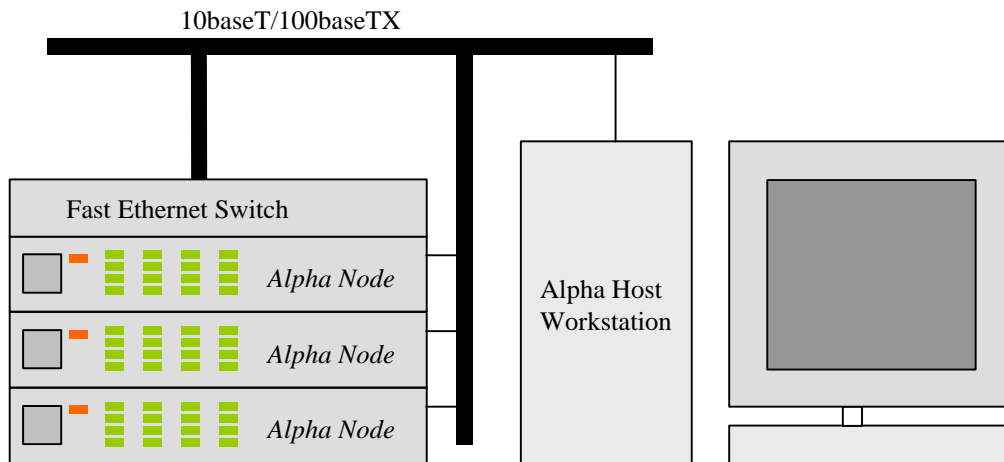 10baseT/100baseTX
Fast Ethernet Switch
Alpha Node
Alpha Node
Alpha Node
Alpha Host
Workstation